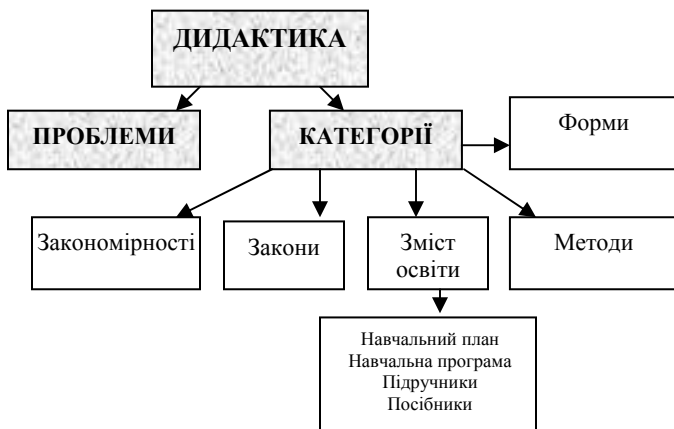 ДИДАКТИКА
ПРОБЛЕМИ
КАТЕГОРІЇ
Форми
Закономірності
Закони
Зміст
освіти
Методи
Навчальний план
Навчальна програма
Підручники
Посібники